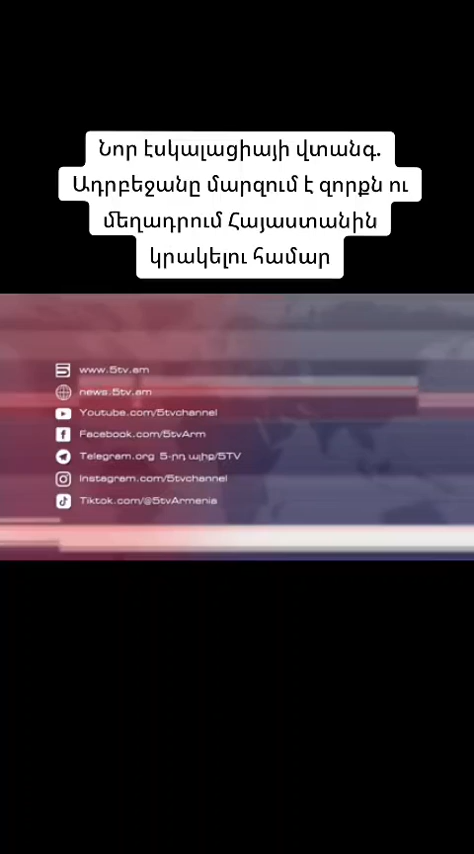 Նոր էսկալացիայի վտանգ.
Ադրբեջանը մարզում է զորքն ու
մեղադրում Հայաստանին
կրակելու համար
www.5tv.am
news.5tv.am
Youtube.com/5tvchannel
Facebook.com/5tvArm
Telegram.org 5-րդ ալիք/5TV
Instagram.com/5tvchannel
Tiktok.com/@5tvArmenia